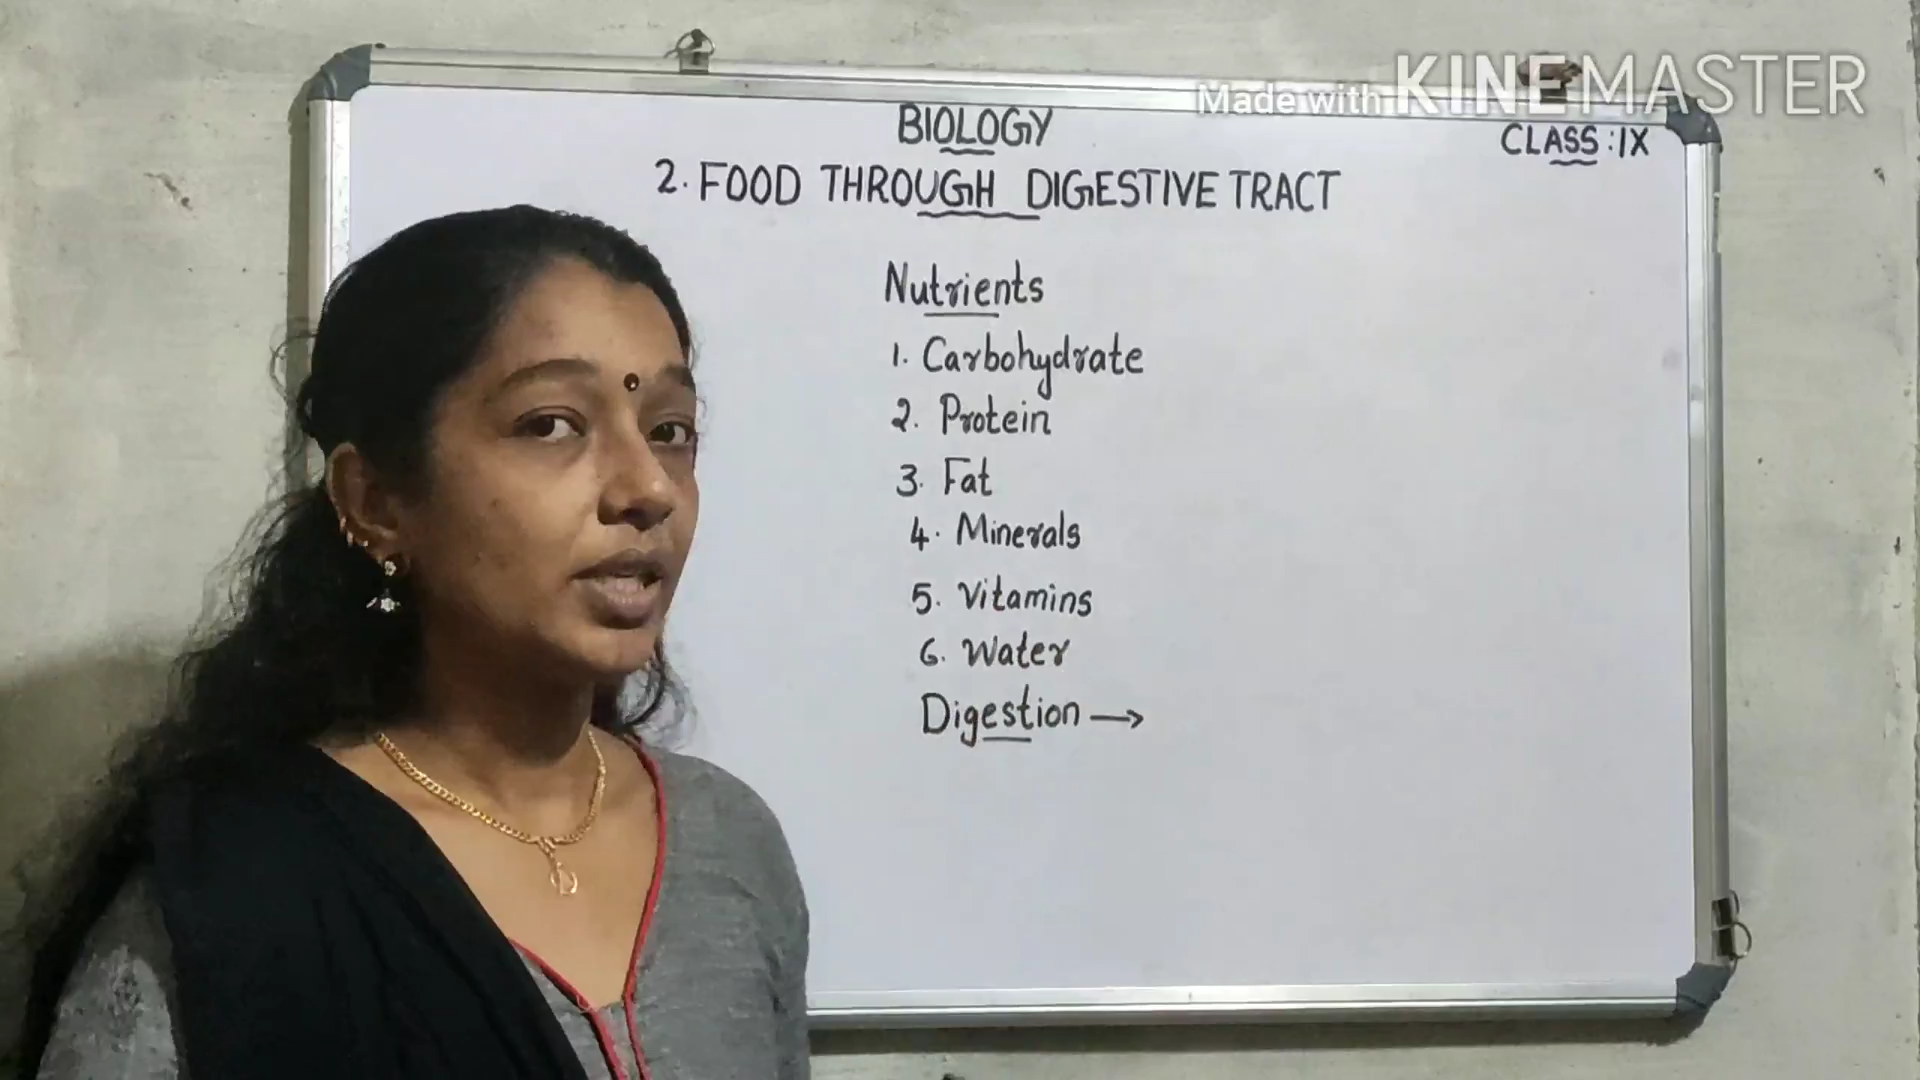 Made with KINEMASTER
BIOLOGY
CLASS:IX
2. FOOD THROUGH DIGESTIVE TRACT
Nutrients
1. Carbohydrate
2. Protein
3. Fat
4. Minerals
5. Vitamins
6. Water
Digestion →